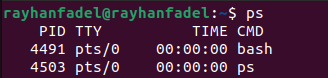 rayhanfadel@rayhanfadel:~$ ps
    PID TTY          TIME CMD
   4491 pts/0    00:00:00 bash
   4503 pts/0    00:00:00 ps